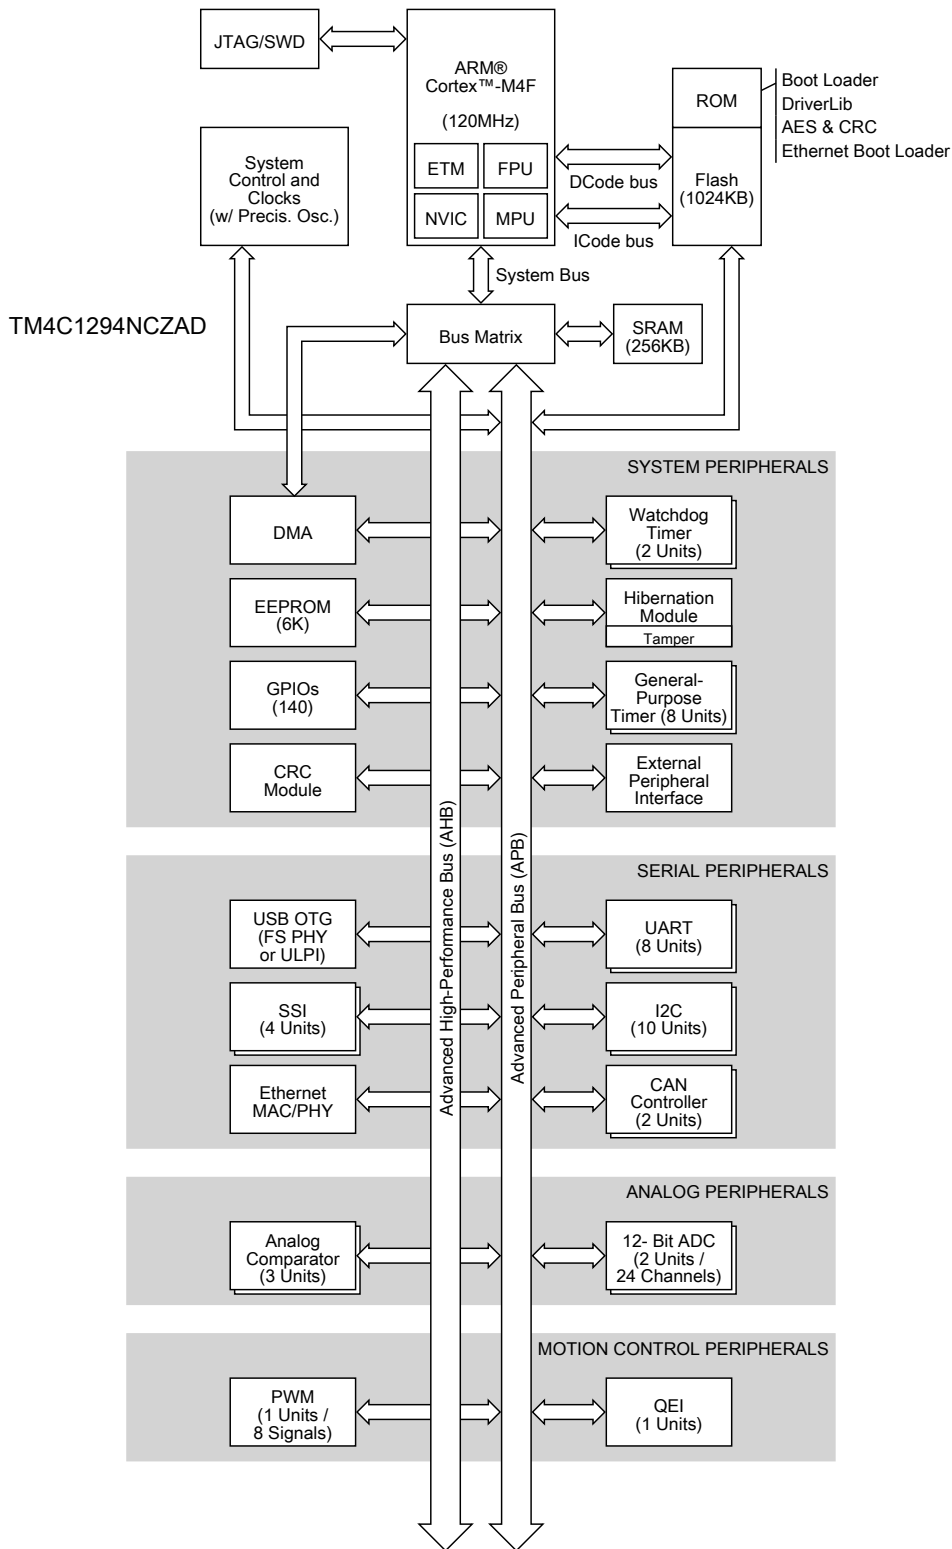 JTAG/SWD
ARM®
Cortex™-M4F
(120MHz)
ETM
FPU
NVIC
MPU
ROM
Flash
(1024KB)
Boot Loader
DriverLib
AES & CRC
Ethernet Boot Loader
System
Control and
Clocks
(w/ Precis. Osc.)
DCode bus
ICode bus
System Bus
TM4C1294NCZAD
Bus Matrix
SRAM
(256KB)
SYSTEM PERIPHERALS
DMA
Watchdog
Timer
(2 Units)
EEPROM
(6K)
Hibernation
Module
Tamper
GPIOs
(140)
General-
Purpose
Timer (8 Units)
CRC
Module
External
Peripheral
Interface
Advanced High-Performance Bus (AHB)
Advanced Peripheral Bus (APB)
SERIAL PERIPHERALS
USB OTG
(FS PHY
or ULPI)
UART
(8 Units)
SSI
(4 Units)
I2C
(10 Units)
Ethernet
MAC/PHY
CAN
Controller
(2 Units)
ANALOG PERIPHERALS
Analog
Comparator
(3 Units)
12- Bit ADC
(2 Units /
24 Channels)
MOTION CONTROL PERIPHERALS
PWM
(1 Units /
8 Signals)
QEI
(1 Units)